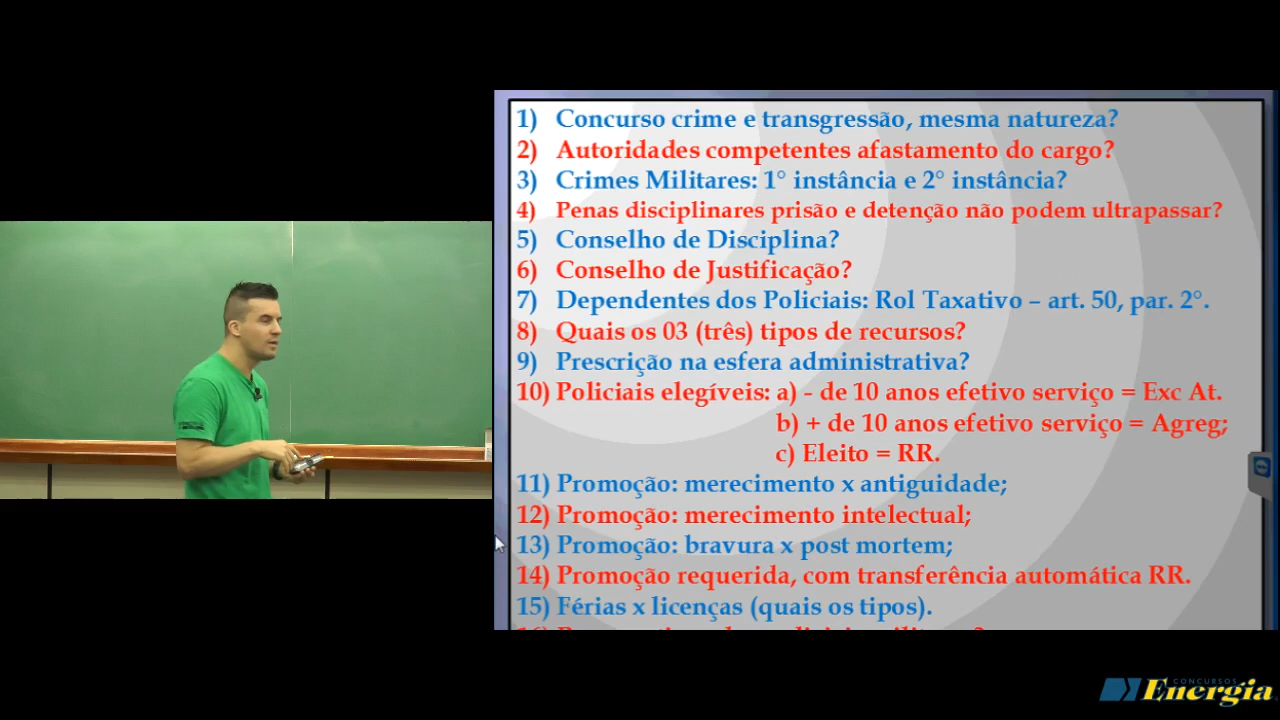 1) Concurso crime e transgressão, mesma natureza?
2) Autoridades competentes afastamento do cargo?
3) Crimes Militares: 1° instância e 2° instância?
4) Penas disciplinares prisão e detenção não podem ultrapassar?
5) Conselho de Disciplina?
6) Conselho de Justificação?
7) Dependentes dos Policiais: Rol Taxativo – art. 50, par. 2°.
8) Quais os 03 (três) tipos de recursos?
9) Prescrição na esfera administrativa?
10) Policiais elegíveis: a) - de 10 anos efetivo serviço = Exc At.
b) + de 10 anos efetivo serviço = Agreg;
c) Eleito = RR.
11) Promoção: merecimento x antiguidade;
12) Promoção: merecimento intelectual;
13) Promoção: bravura x post mortem;
14) Promoção requerida, com transferência automática RR.
15) Férias x licenças (quais os tipos).
CONCURSOS
Energia